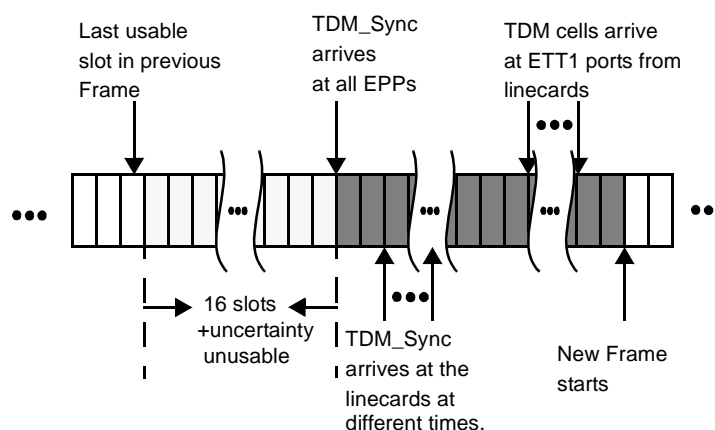 Last usable
slot in previous
Frame
TDM_Sync
arrives
at all EPPs
TDM cells arrive
at ETT1 ports from
linecards
16 slots
+uncertainty
unusable
TDM_Sync
arrives at the
linecards at
different times.
New Frame
starts